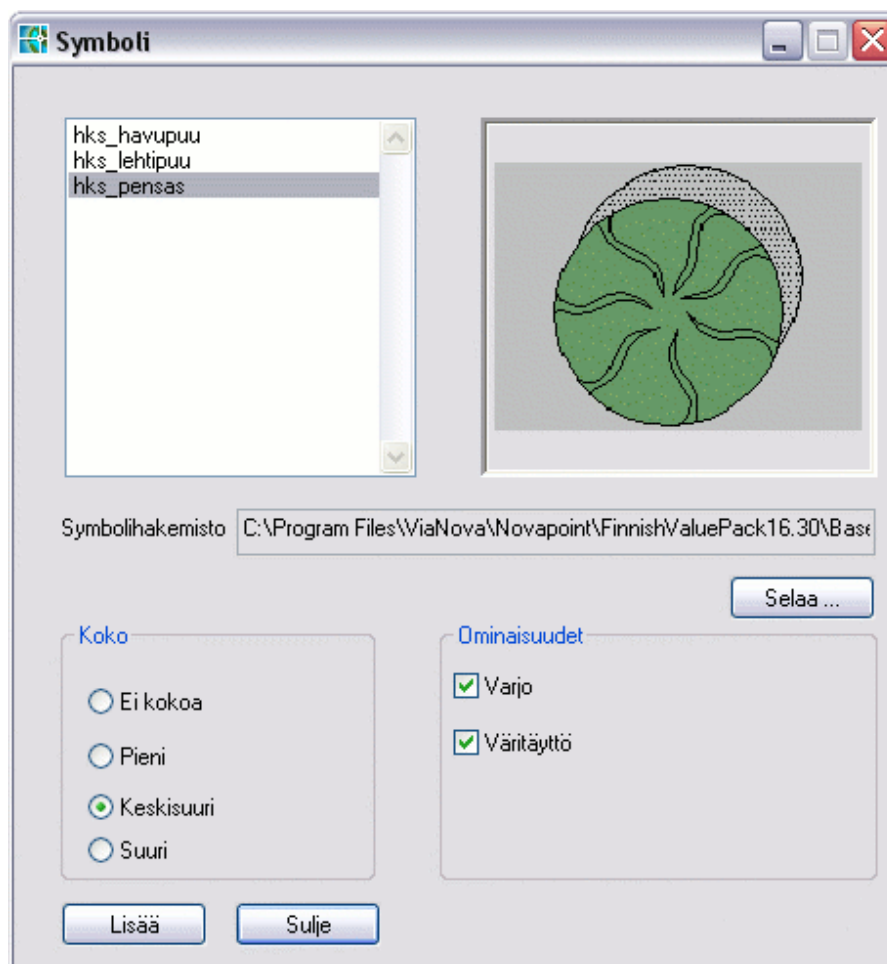 Symboli
hks_havupuu
hks_lehtipuu
hks_pensas
Symbolihakemisto C:\Program Files\ViaNova\Novapoint\FinnishValuePack16.30\Base
Selaa ...
Koko
Ei kokoa
Pieni
Keskisuuri
Suuri
Ominaisuudet
Varjo
Väritäyttö
Lisää
Sulje